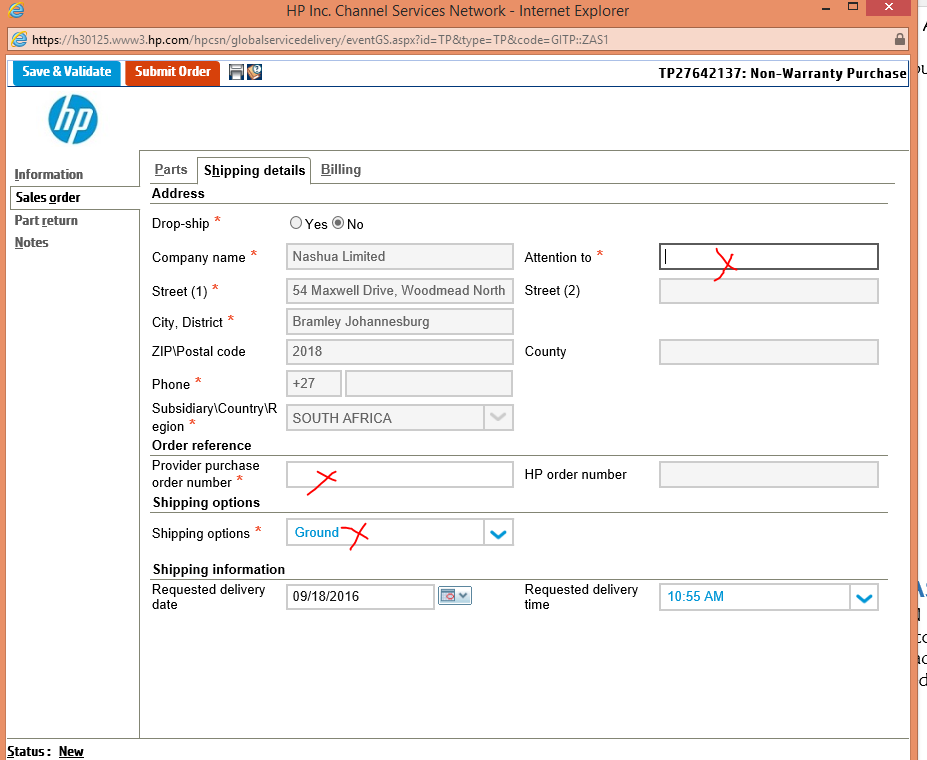 HP Inc. Channel Services Network - Internet Explorer
https://h30125.www3.hp.com/hpcsn/globalservicedelivery/eventGS.aspx?id=TP&type=TP&code=GITP::ZAS1
Save & Validate Submit Order TP27642137: Non-Warranty Purchase
hp
Information
Sales order
Part return
Notes
Parts Shipping details Billing
Address
Drop-ship * Yes No
Company name * Nashua Limited Attention to *
Street (1) * 54 Maxwell Drive, Woodmead North Street (2)
City, District * Bramley Johannesburg
ZIP\Postal code 2018 County
Phone * +27
Subsidiary\Country\R
egion * SOUTH AFRICA
Order reference
Provider purchase
order number * HP order number
Shipping options
Shipping options * Ground
Shipping information
Requested delivery
date 09/18/2016 Requested delivery
time 10:55 AM
Status: New